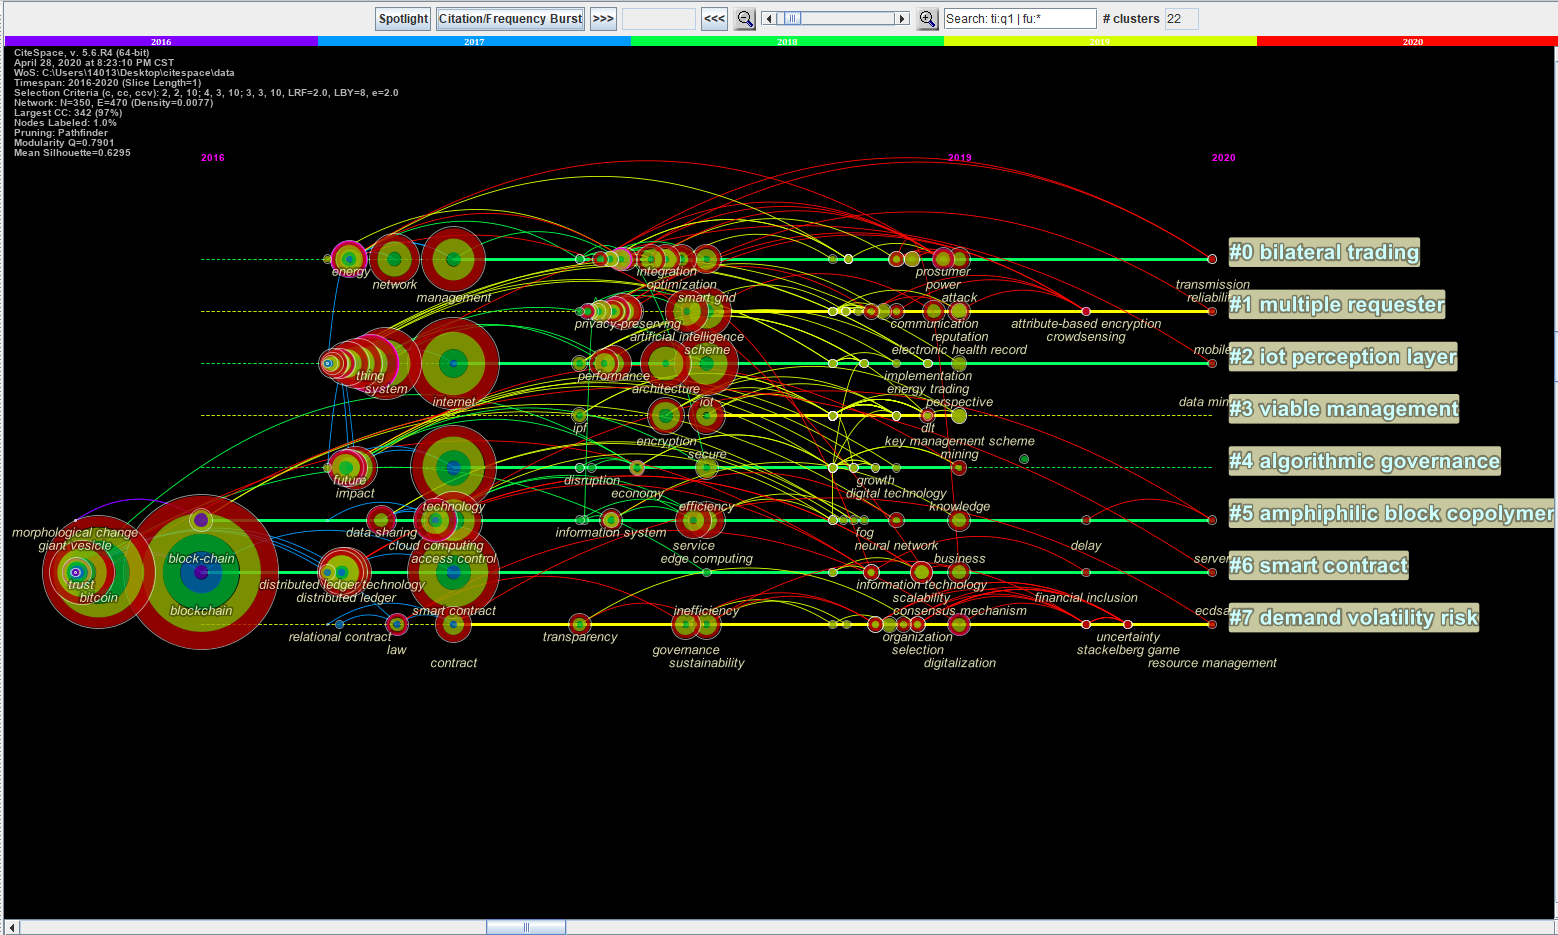 Spotlight Citation/Frequency Burst >>> <<< Search: ti:q1 | fu:* # clusters 22
2016 2017 2018 2019 2020
CiteSpace, v. 5.6.R4 (64-bit)
April 28, 2020 at 8:23:10 PM CST
WoS: C:\Users\14013\Desktop\citespace\data
Timespan: 2016-2020 (Slice Length=1)
Selection Criteria (c, cc, ccv): 2, 2, 10; 4, 3, 10; 3, 3, 10, LRF=2.0, LBY=8, e=2.0
Network: N=350, E=470 (Density=0.0077)
Largest CC: 342 (97%)
Nodes Labeled: 1.0%
Pruning: Pathfinder
Modularity Q=0.7901
Mean Silhouette=0.6295
2016 2019 2020
#0 bilateral trading
energy integration prosumer
network optimization power transmission
management smart grid attack reliabili
#1 multiple requester
privacy-preserving communication attribute-based encryption
artificial intelligence reputation crowdsensing
scheme electronic health record mobile
#2 iot perception layer
thing performance implementation
system architecture energy trading
internet iot perspective data min
#3 viable management
ipf dlt
encryption key management scheme
secure mining
#4 algorithmic governance
future disruption growth
impact economy digital technology
technology efficiency knowledge
#5 amphiphilic block copolymer
morphological change data sharing information system fog
giant vesicle cloud computing service neural network delay
block-chain access control edge computing business server
#6 smart contract
trust distributed ledger technology information technology
bitcoin distributed ledger scalability financial inclusion
blockchain smart contract inefficiency consensus mechanism ecdsa
#7 demand volatility risk
relational contract transparency organization uncertainty
law governance selection stackelberg game
contract sustainability digitalization resource management